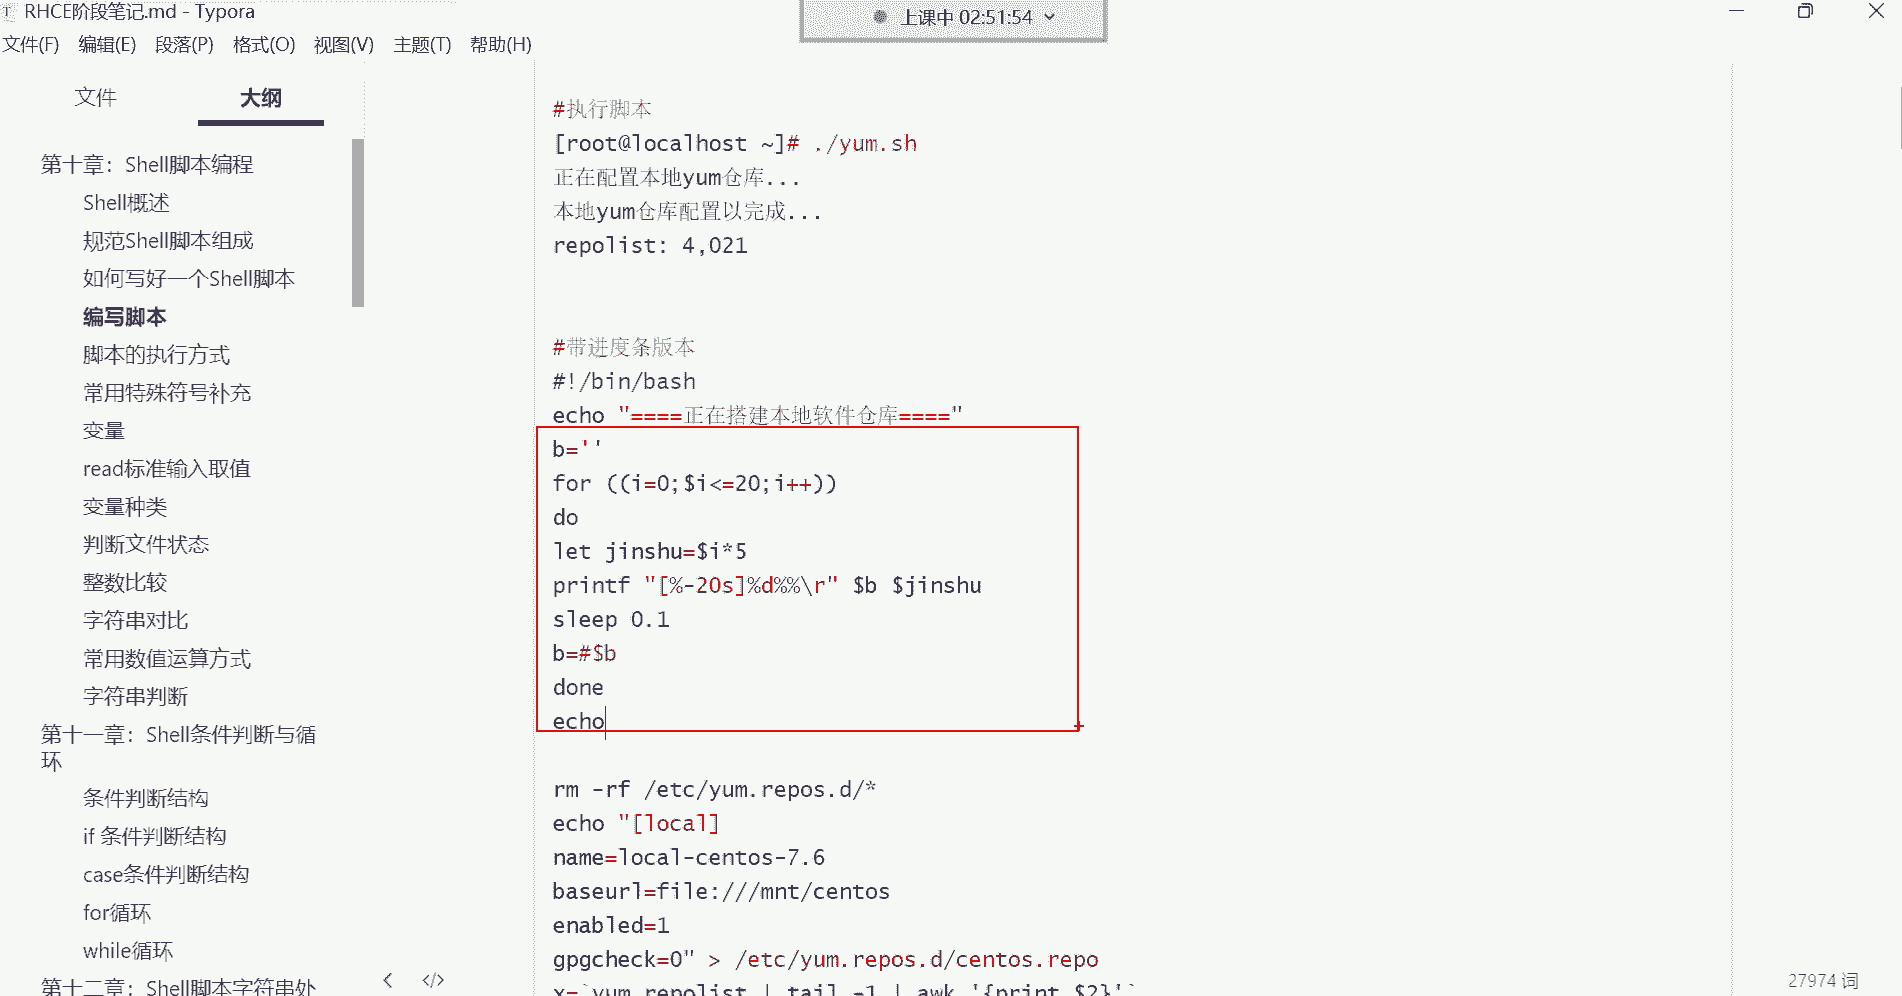 RHCE阶段笔记.md - Typora
上课中 02:51:54
文件(F) 编辑(E) 段落(P) 格式(O) 视图(V) 主题(T) 帮助(H)
文件 大纲
第十章：Shell脚本编程
Shell概述
规范Shell脚本组成
如何写好一个Shell脚本
编写脚本
脚本的执行方式
常用特殊符号补充
变量
read标准输入取值
变量种类
判断文件状态
整数比较
字符串对比
常用数值运算方式
字符串判断
第十一章：Shell条件判断与循
环
条件判断结构
if 条件判断结构
case条件判断结构
for循环
while循环
第十二章：Shell脚本字符串处
#执行脚本
[root@localhost ~]# ./yum.sh
正在配置本地yum仓库...
本地yum仓库配置以完成...
repolist: 4,021
#带进度条版本
#!/bin/bash
echo "====正在搭建本地软件仓库===="
b=''
for ((i=0;$i<=20;i++))
do
let jinshu=$i*5
printf "[%-20s]%d%%\r" $b $jinshu
sleep 0.1
b=#$b
done
echo
rm -rf /etc/yum.repos.d/*
echo "[local]
name=local-centos-7.6
baseurl=file:///mnt/centos
enabled=1
gpgcheck=0" > /etc/yum.repos.d/centos.repo
x=`yum repolist | tail -1 | awk '{print $2}'`
27974 词